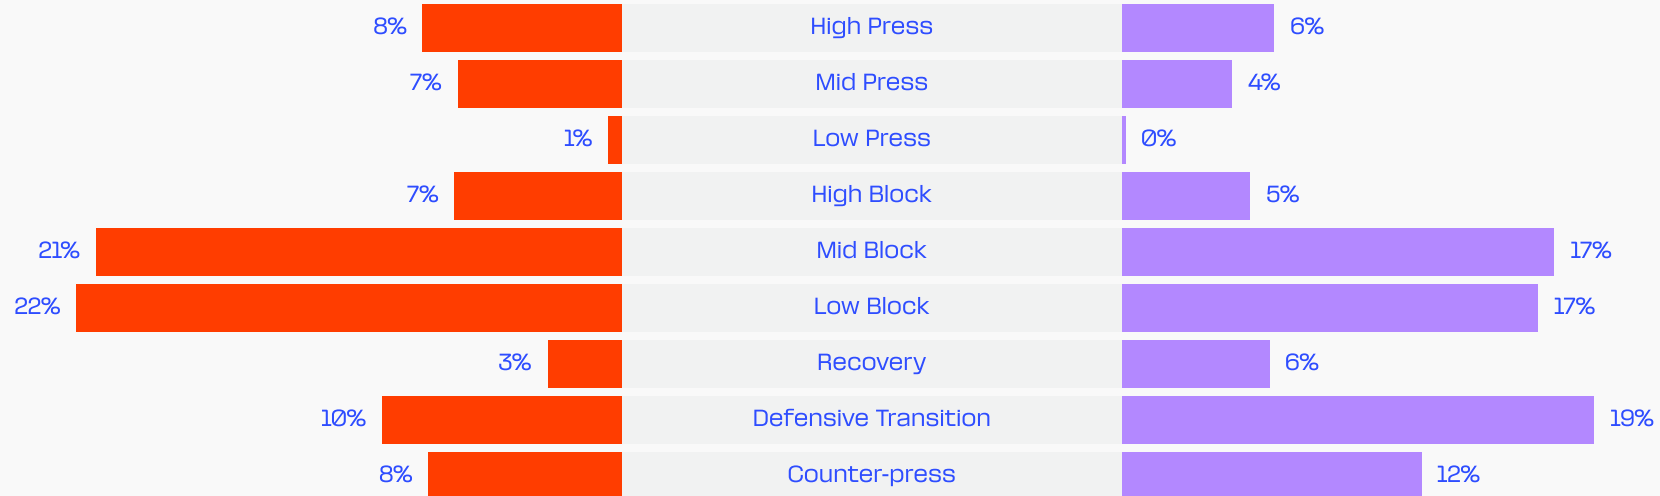 8% High Press 6%
7% Mid Press 4%
1% Low Press 0%
7% High Block 5%
21% Mid Block 17%
22% Low Block 17%
3% Recovery 6%
10% Defensive Transition 19%
8% Counter-press 12%